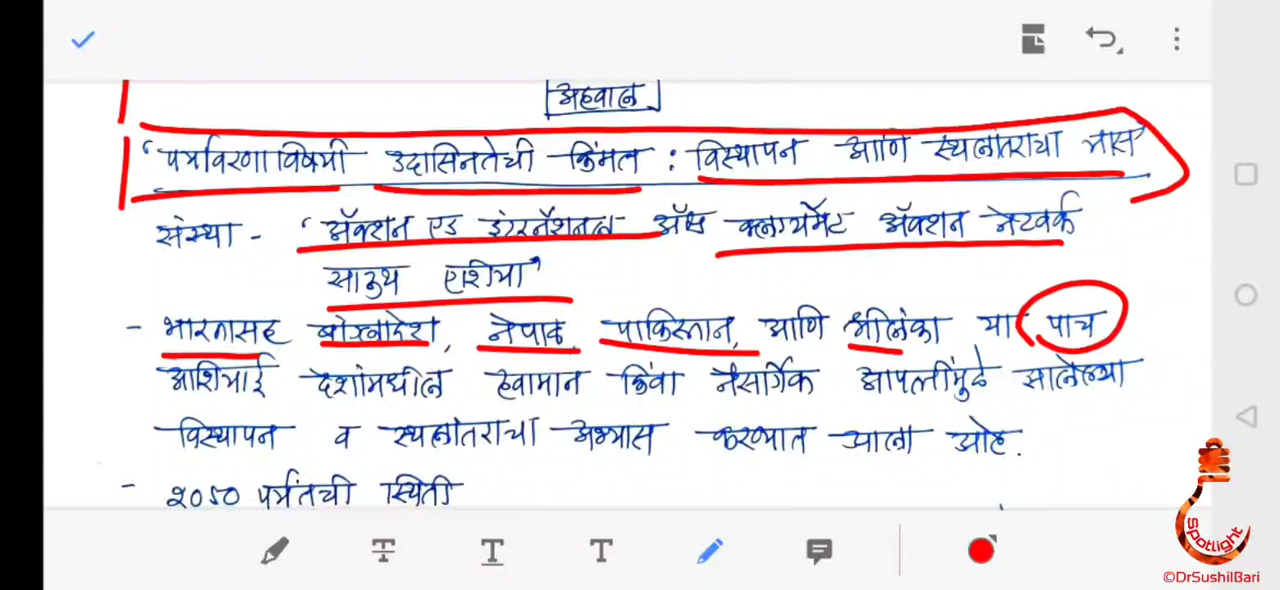 अहवाल
'पर्यावरणाविषयी उदासिनतेची किंमत : विस्थापन आणि स्थलांतराचा त्रास
संस्था - 'ॲक्शन एड इंटरनॅशनल ॲण्ड क्लायमेट ॲक्शन नेटवर्क
साऊथ एशिया'
- भारतासह बांग्लादेश, नेपाळ, पाकिस्तान, आणि श्रीलंका या पाच
आशियाई देशांमधील हवामान किंवा नैसर्गिक आपत्तींमुळे झालेल्या
विस्थापन व स्थलांतराचा अभ्यास करण्यात आला आहे.
- २०५० पर्यंतची स्थिती
T T T
Spotlight
©DrSushilBari